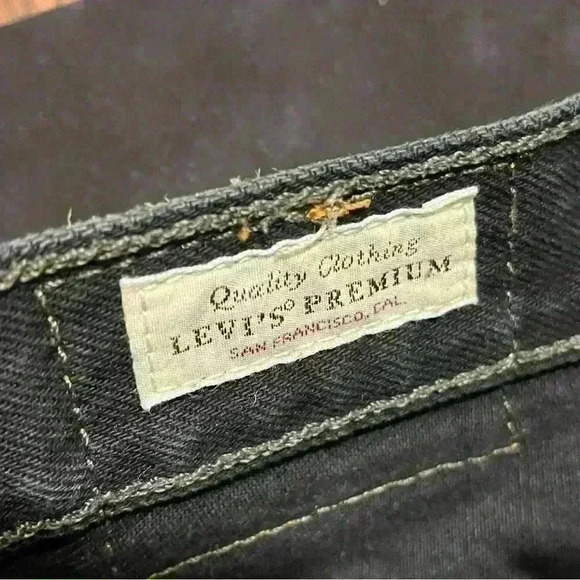 Quality Clothing
LEVI'S® PREMIUM
SAN FRANCISCO, CAL.